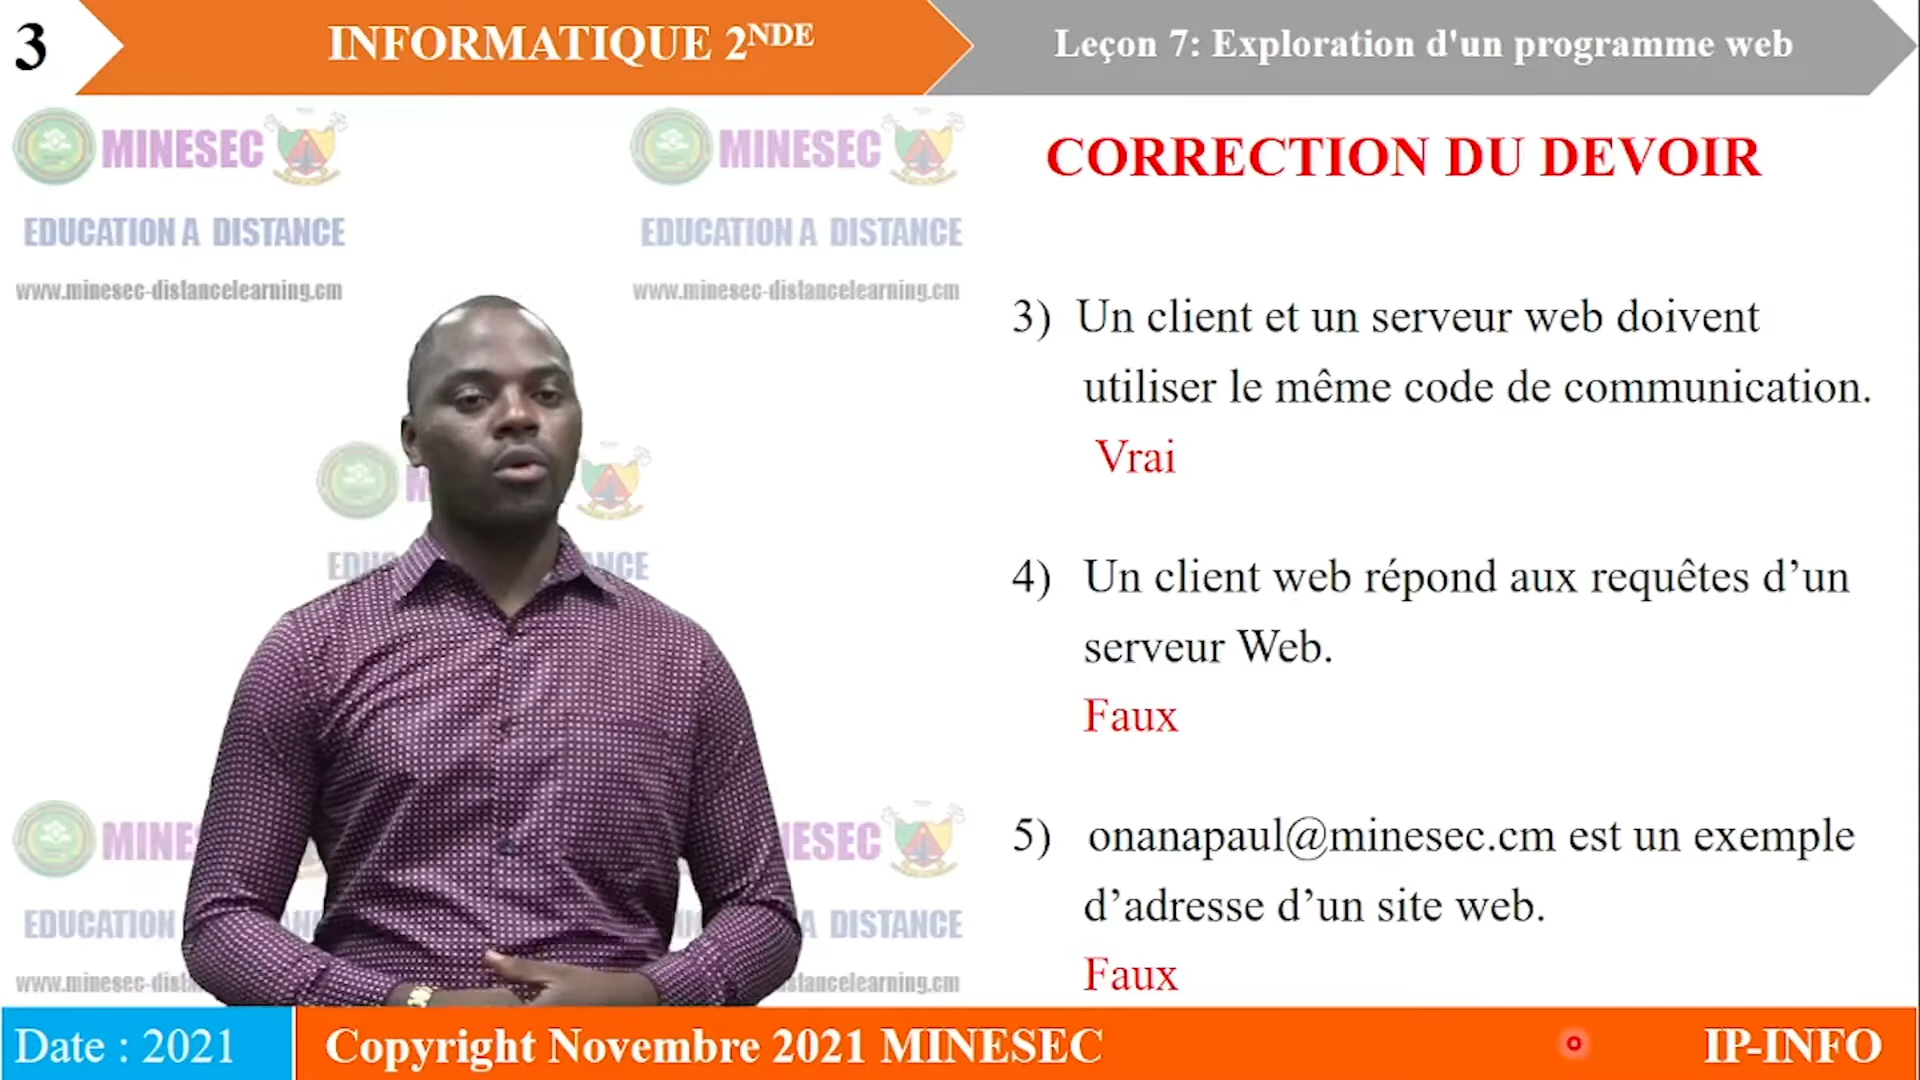 3
INFORMATIQUE 2NDE
Leçon 7: Exploration d'un programme web
MINESEC
EDUCATION A DISTANCE
www.minesec-distancelearning.cm
MINESEC
EDUCATION A DISTANCE
www.minesec-distancelearning.cm
CORRECTION DU DEVOIR
3) Un client et un serveur web doivent
utiliser le même code de communication.
Vrai
4) Un client web répond aux requêtes d’un
serveur Web.
Faux
5) onanapaul@minesec.cm est un exemple
d’adresse d’un site web.
Faux
EDUCATION
A DISTANCE
Date : 2021
Copyright Novembre 2021 MINESEC
IP-INFO